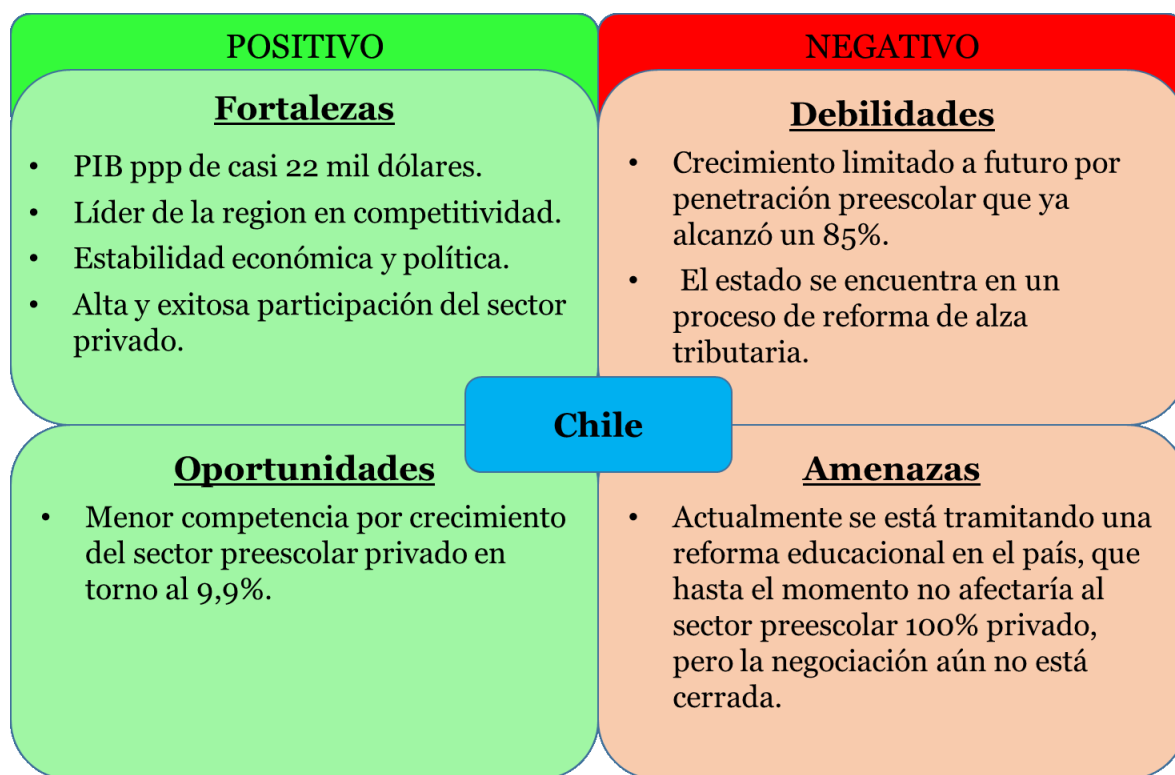 POSITIVO
NEGATIVO
Fortalezas
• PIB ppp de casi 22 mil dólares.
• Líder de la region en competitividad.
• Estabilidad económica y política.
• Alta y exitosa participación del sector
privado.
Debilidades
• Crecimiento limitado a futuro por
penetración preescolar que ya
alcanzó un 85%.
• El estado se encuentra en un
proceso de reforma de alza
tributaria.
Chile
Oportunidades
• Menor competencia por crecimiento
del sector preescolar privado en
torno al 9,9%.
Amenazas
• Actualmente se está tramitando una
reforma educacional en el país, que
hasta el momento no afectaría al
sector preescolar 100% privado,
pero la negociación aún no está
cerrada.